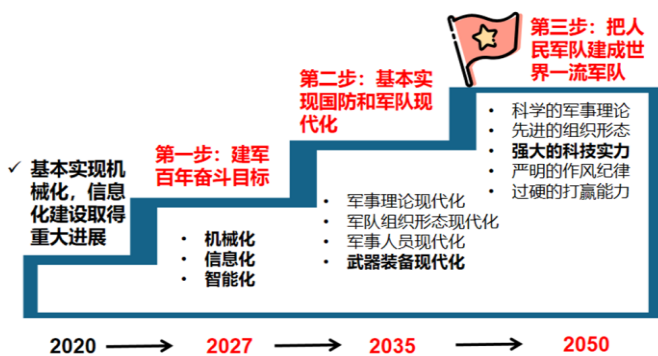 ✓ 基本实现机
械化，信息
化建设取得
重大进展
第一步：建军
百年奋斗目标
• 机械化
• 信息化
• 智能化
第二步：基本实
现国防和军队现
代化
• 军事理论现代化
• 军队组织形态现代化
• 军事人员现代化
• 武器装备现代化
第三步：把人
民军队建成世
界一流军队
• 科学的军事理论
• 先进的组织形态
• 强大的科技实力
• 严明的作风纪律
• 过硬的打赢能力
2020 2027 2035 2050